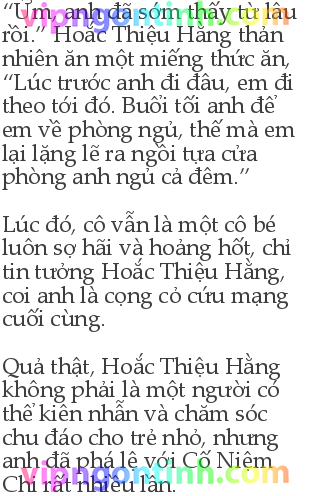 “Ừm, anh đã sớm thấy từ lâu
vipngontinh.com
rồi.” Hoắc Thiệu Hằng thản
nhiên ăn một miếng thức ăn,
“Lúc trước anh đi đâu, em đi
theo tới đó. Buổi tối anh để
em về phòng ngủ, thế mà em
lại lặng lẽ ra ngồi tựa cửa
phòng anh ngủ cả đêm.”
Lúc đó, cô vẫn là một cô bé
luôn sợ hãi và hoảng hốt, chỉ
tin tưởng Hoắc Thiệu Hằng,
coi anh là cọng cỏ cứu mạng
cuối cùng.
Quả thật, Hoắc Thiệu Hằng
không phải là một người có
thể kiên nhẫn và chăm sóc
chu đáo cho trẻ nhỏ, nhưng
anh đã phá lệ với Cố Niệm
vipngontinh.com
Chi rất nhiều lần.